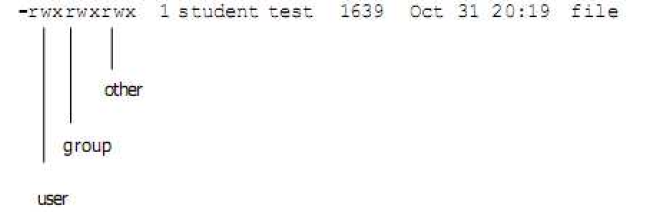 -rwxrwxrwx 1 student test 1639 Oct 31 20:19 file
other
group
user